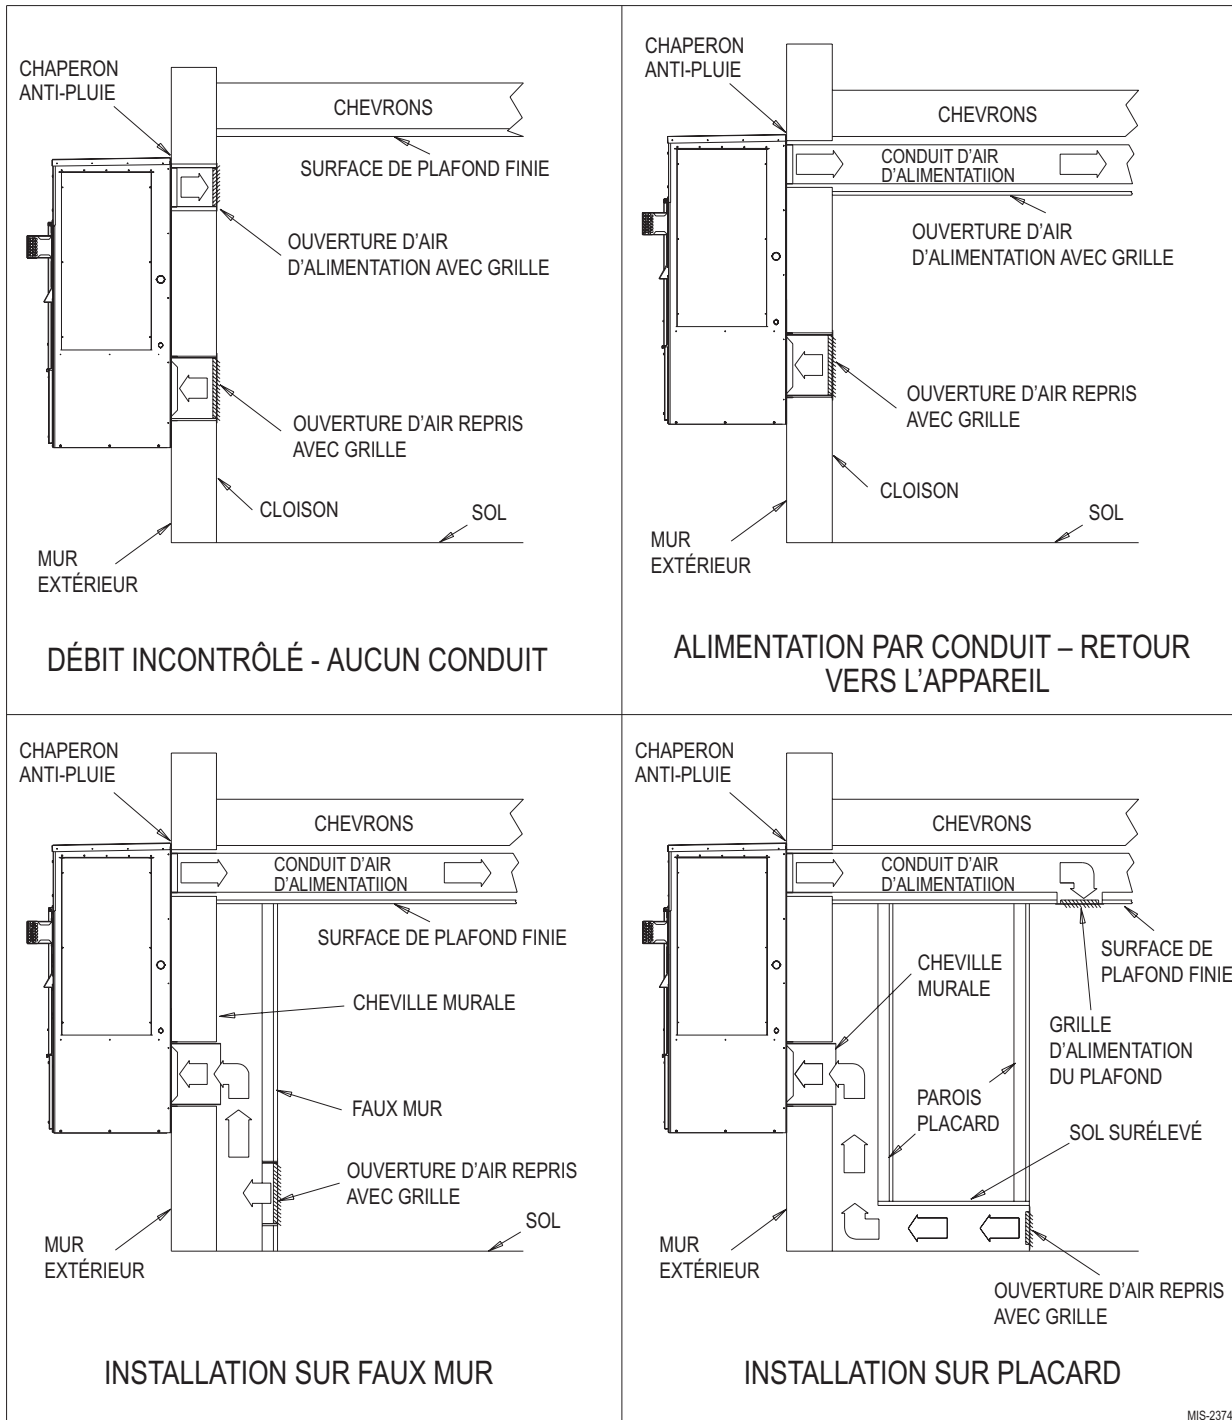 CHAPERON
ANTI-PLUIE
CHEVRONS
SURFACE DE PLAFOND FINIE
OUVERTURE D'AIR
D'ALIMENTATION AVEC GRILLE
OUVERTURE D'AIR REPRIS
AVEC GRILLE
CLOISON
SOL
MUR
EXTÉRIEUR
DÉBIT INCONTRÔLÉ - AUCUN CONDUIT
CHAPERON
ANTI-PLUIE
CHEVRONS
CONDUIT D'AIR
D'ALIMENTATIION
OUVERTURE D'AIR
D'ALIMENTATION AVEC GRILLE
OUVERTURE D'AIR REPRIS
AVEC GRILLE
CLOISON
SOL
MUR
EXTÉRIEUR
ALIMENTATION PAR CONDUIT – RETOUR
VERS L'APPAREIL
CHAPERON
ANTI-PLUIE
CHEVRONS
CONDUIT D'AIR
D'ALIMENTATIION
SURFACE DE PLAFOND FINIE
CHEVILLE MURALE
FAUX MUR
OUVERTURE D'AIR REPRIS
AVEC GRILLE
SOL
MUR
EXTÉRIEUR
INSTALLATION SUR FAUX MUR
CHAPERON
ANTI-PLUIE
CHEVRONS
CONDUIT D'AIR
D'ALIMENTATIION
SURFACE DE
PLAFOND FINIE
CHEVILLE
MURALE
GRILLE
D'ALIMENTATION
DU PLAFOND
PAROIS
PLACARD
SOL SURÉLEVÉ
MUR
EXTÉRIEUR
OUVERTURE D'AIR REPRIS
AVEC GRILLE
INSTALLATION SUR PLACARD
MIS-2374